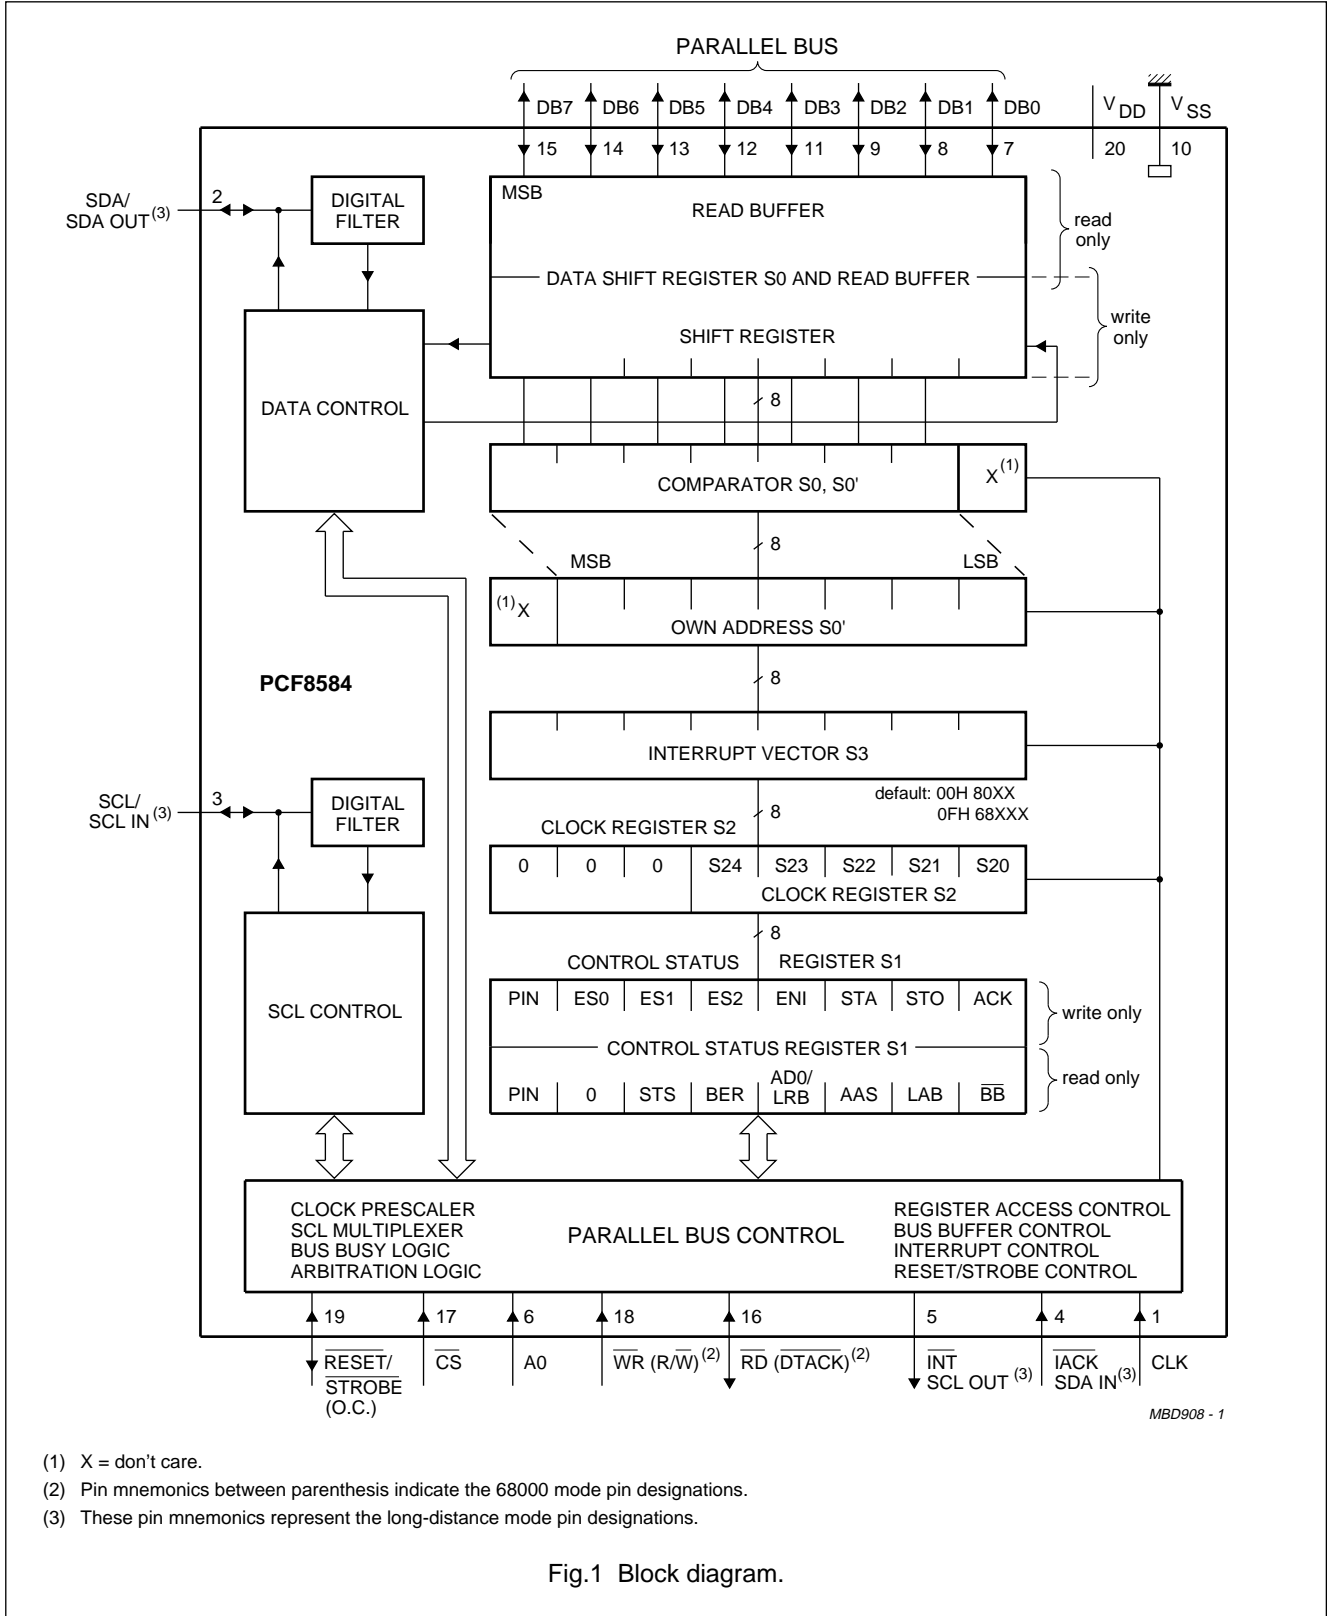 PARALLEL BUS
DB7 DB6 DB5 DB4 DB3 DB2 DB1 DB0 V DD V SS
15 14 13 12 11 9 8 7 20 10
SDA/
SDA OUT (3)
2
DIGITAL
FILTER
MSB
READ BUFFER
read
only
DATA SHIFT REGISTER S0 AND READ BUFFER
SHIFT REGISTER
write
only
DATA CONTROL
8
COMPARATOR S0, S0'
X (1)
8
MSB LSB
(1) X
OWN ADDRESS S0'
PCF8584
8
INTERRUPT VECTOR S3
default: 00H 80XX
0FH 68XXX
SCL/
SCL IN (3)
3
DIGITAL
FILTER
8
CLOCK REGISTER S2
0 0 0 S24 S23 S22 S21 S20
CLOCK REGISTER S2
8
CONTROL STATUS REGISTER S1
SCL CONTROL
PIN ES0 ES1 ES2 ENI STA STO ACK
write only
CONTROL STATUS REGISTER S1
PIN 0 STS BER AD0/
LRB AAS LAB B̅B̅
read only
CLOCK PRESCALER
SCL MULTIPLEXER
BUS BUSY LOGIC
ARBITRATION LOGIC
PARALLEL BUS CONTROL
REGISTER ACCESS CONTROL
BUS BUFFER CONTROL
INTERRUPT CONTROL
RESET/STROBE CONTROL
19 17 6 18 16 5 4 1
R̅E̅S̅E̅T̅/
S̅T̅R̅O̅B̅E̅
(O.C.)
C̅S̅
A0
W̅R̅ (R/W̅) (2)
R̅D̅ (D̅T̅A̅C̅K̅) (2)
I̅N̅T̅
SCL OUT (3)
I̅A̅C̅K̅
SDA IN (3)
CLK
MBD908 - 1
(1) X = don't care.
(2) Pin mnemonics between parenthesis indicate the 68000 mode pin designations.
(3) These pin mnemonics represent the long-distance mode pin designations.
Fig.1 Block diagram.